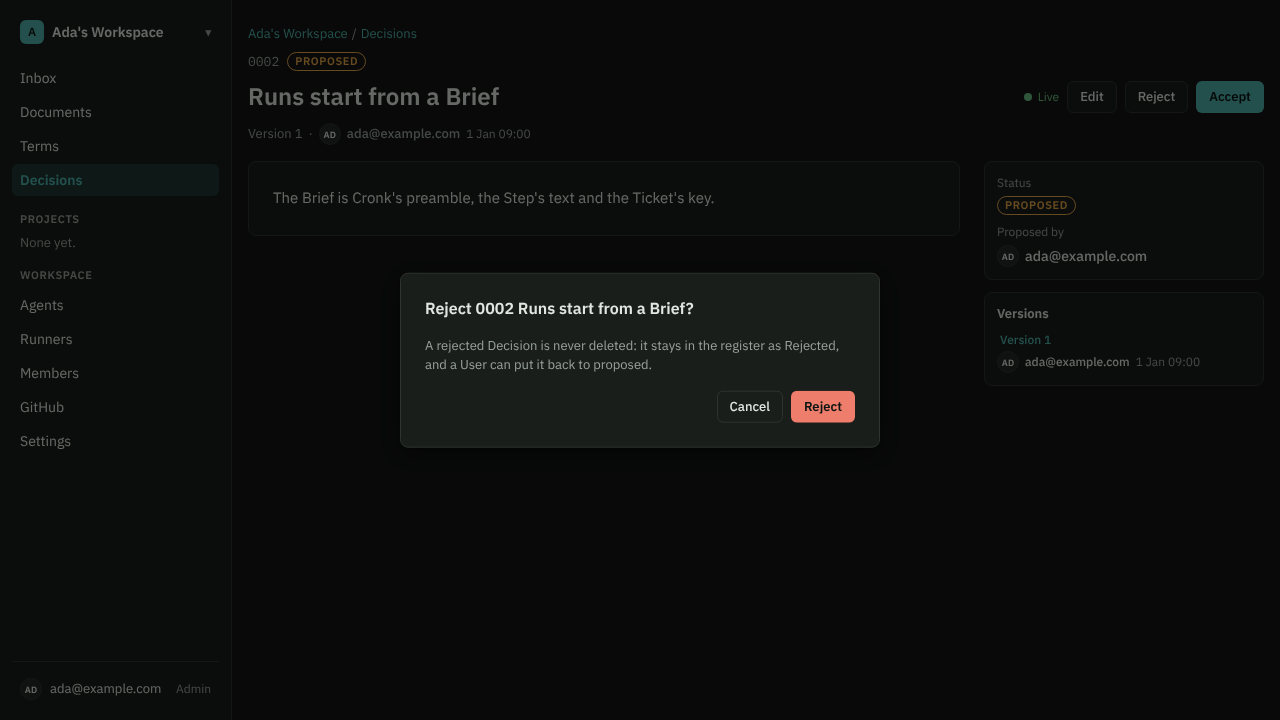 A Ada's Workspace ▾
Inbox
Documents
Terms
Decisions
PROJECTS
None yet.
WORKSPACE
Agents
Runners
Members
GitHub
Settings
AD ada@example.com Admin
Ada's Workspace / Decisions
0002 PROPOSED
Runs start from a Brief
Live Edit Reject Accept
Version 1 · AD ada@example.com 1 Jan 09:00
The Brief is Cronk's preamble, the Step's text and the Ticket's key.
Status
PROPOSED
Proposed by
AD ada@example.com
Versions
Version 1
AD ada@example.com 1 Jan 09:00
Reject 0002 Runs start from a Brief?
A rejected Decision is never deleted: it stays in the register as Rejected,
and a User can put it back to proposed.
Cancel Reject